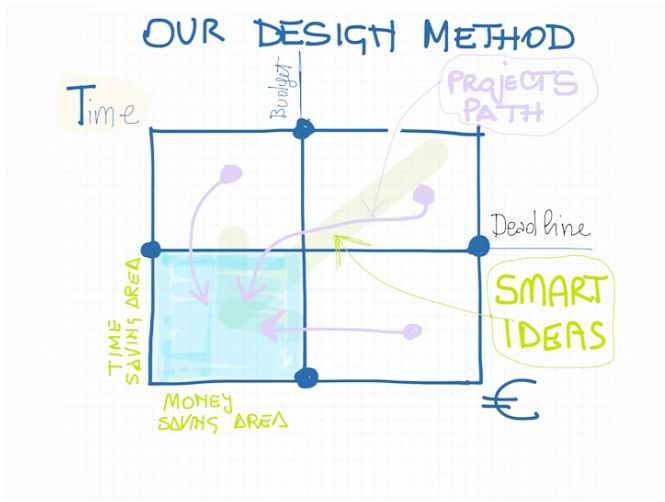 OUR DESIGN METHOD
Time
Budget
PROJECTS
PATH
Deadline
SMART
IDEAS
TIME
SAVING AREA
MONEY
SAVING AREA
€